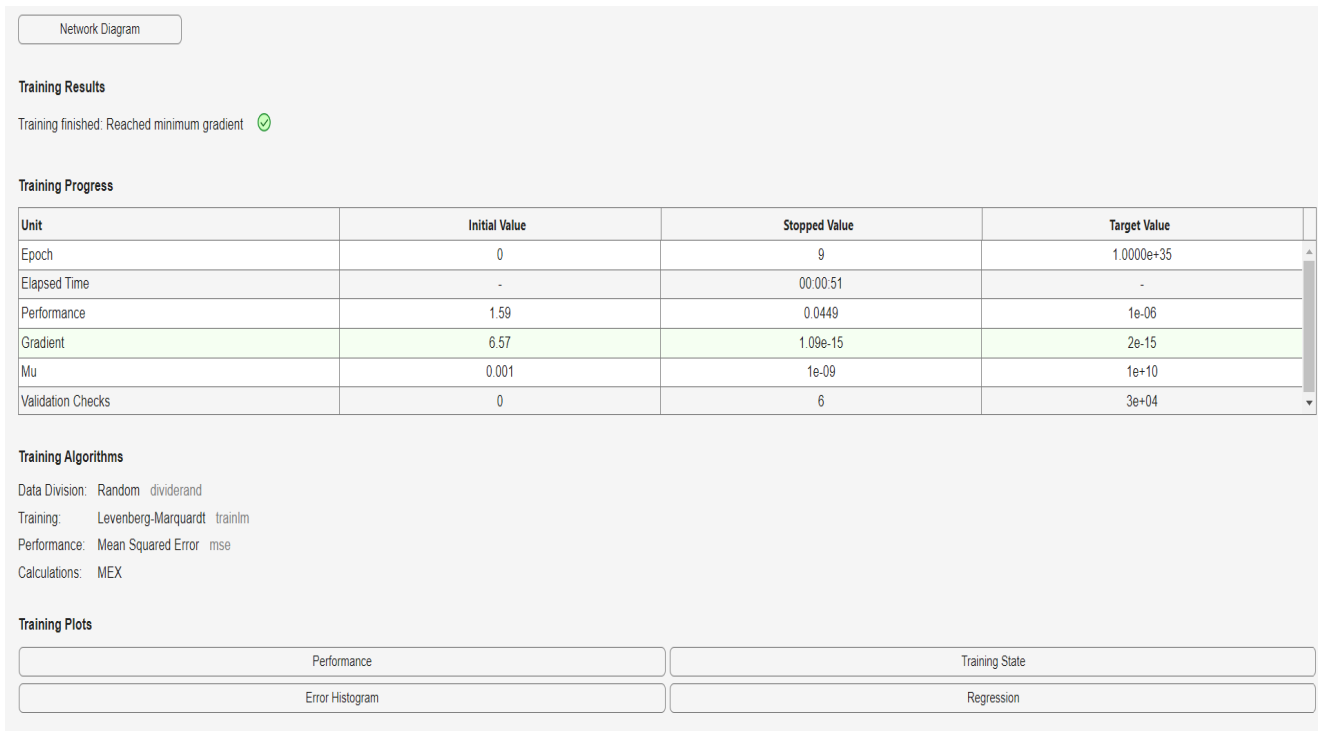 Network Diagram
Training Results
Training finished: Reached minimum gradient
Training Progress
Unit Initial Value Stopped Value Target Value
Epoch 0 9 1.0000e+35
Elapsed Time - 00:00:51 -
Performance 1.59 0.0449 1e-06
Gradient 6.57 1.09e-15 2e-15
Mu 0.001 1e-09 1e+10
Validation Checks 0 6 3e+04
Training Algorithms
Data Division: Random dividerand
Training: Levenberg-Marquardt trainlm
Performance: Mean Squared Error mse
Calculations: MEX
Training Plots
Performance Training State
Error Histogram Regression